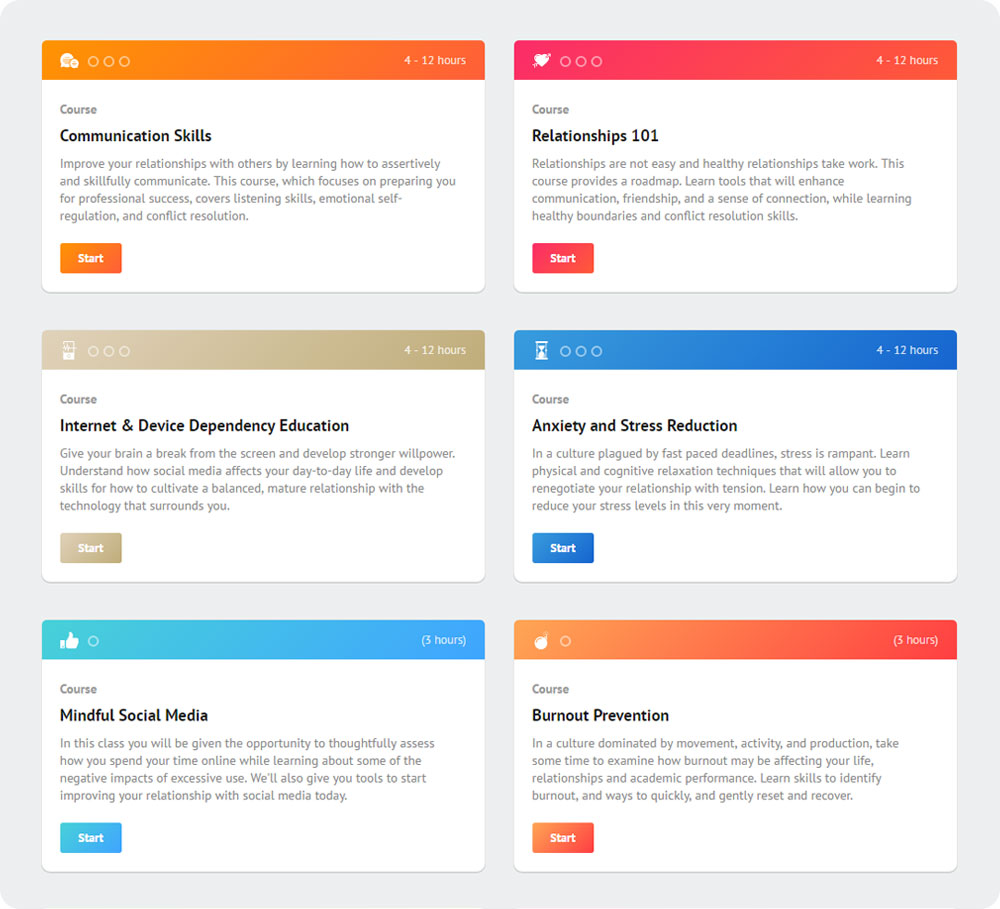 4 - 12 hours
Course
Communication Skills
Improve your relationships with others by learning how to assertively
and skillfully communicate. This course, which focuses on preparing you
for professional success, covers listening skills, emotional self-
regulation, and conflict resolution.
Start
4 - 12 hours
Course
Relationships 101
Relationships are not easy and healthy relationships take work. This
course provides a roadmap. Learn tools that will enhance
communication, friendship, and a sense of connection, while learning
healthy boundaries and conflict resolution skills.
Start
4 - 12 hours
Course
Internet & Device Dependency Education
Give your brain a break from the screen and develop stronger willpower.
Understand how social media affects your day-to-day life and develop
skills for how to cultivate a balanced, mature relationship with the
technology that surrounds you.
Start
4 - 12 hours
Course
Anxiety and Stress Reduction
In a culture plagued by fast paced deadlines, stress is rampant. Learn
physical and cognitive relaxation techniques that will allow you to
renegotiate your relationship with tension. Learn how you can begin to
reduce your stress levels in this very moment.
Start
(3 hours)
Course
Mindful Social Media
In this class you will be given the opportunity to thoughtfully assess
how you spend your time online while learning about some of the
negative impacts of excessive use. We'll also give you tools to start
improving your relationship with social media today.
Start
(3 hours)
Course
Burnout Prevention
In a culture dominated by movement, activity, and production, take
some time to examine how burnout may be affecting your life,
relationships and academic performance. Learn skills to identify
burnout, and ways to quickly, and gently reset and recover.
Start